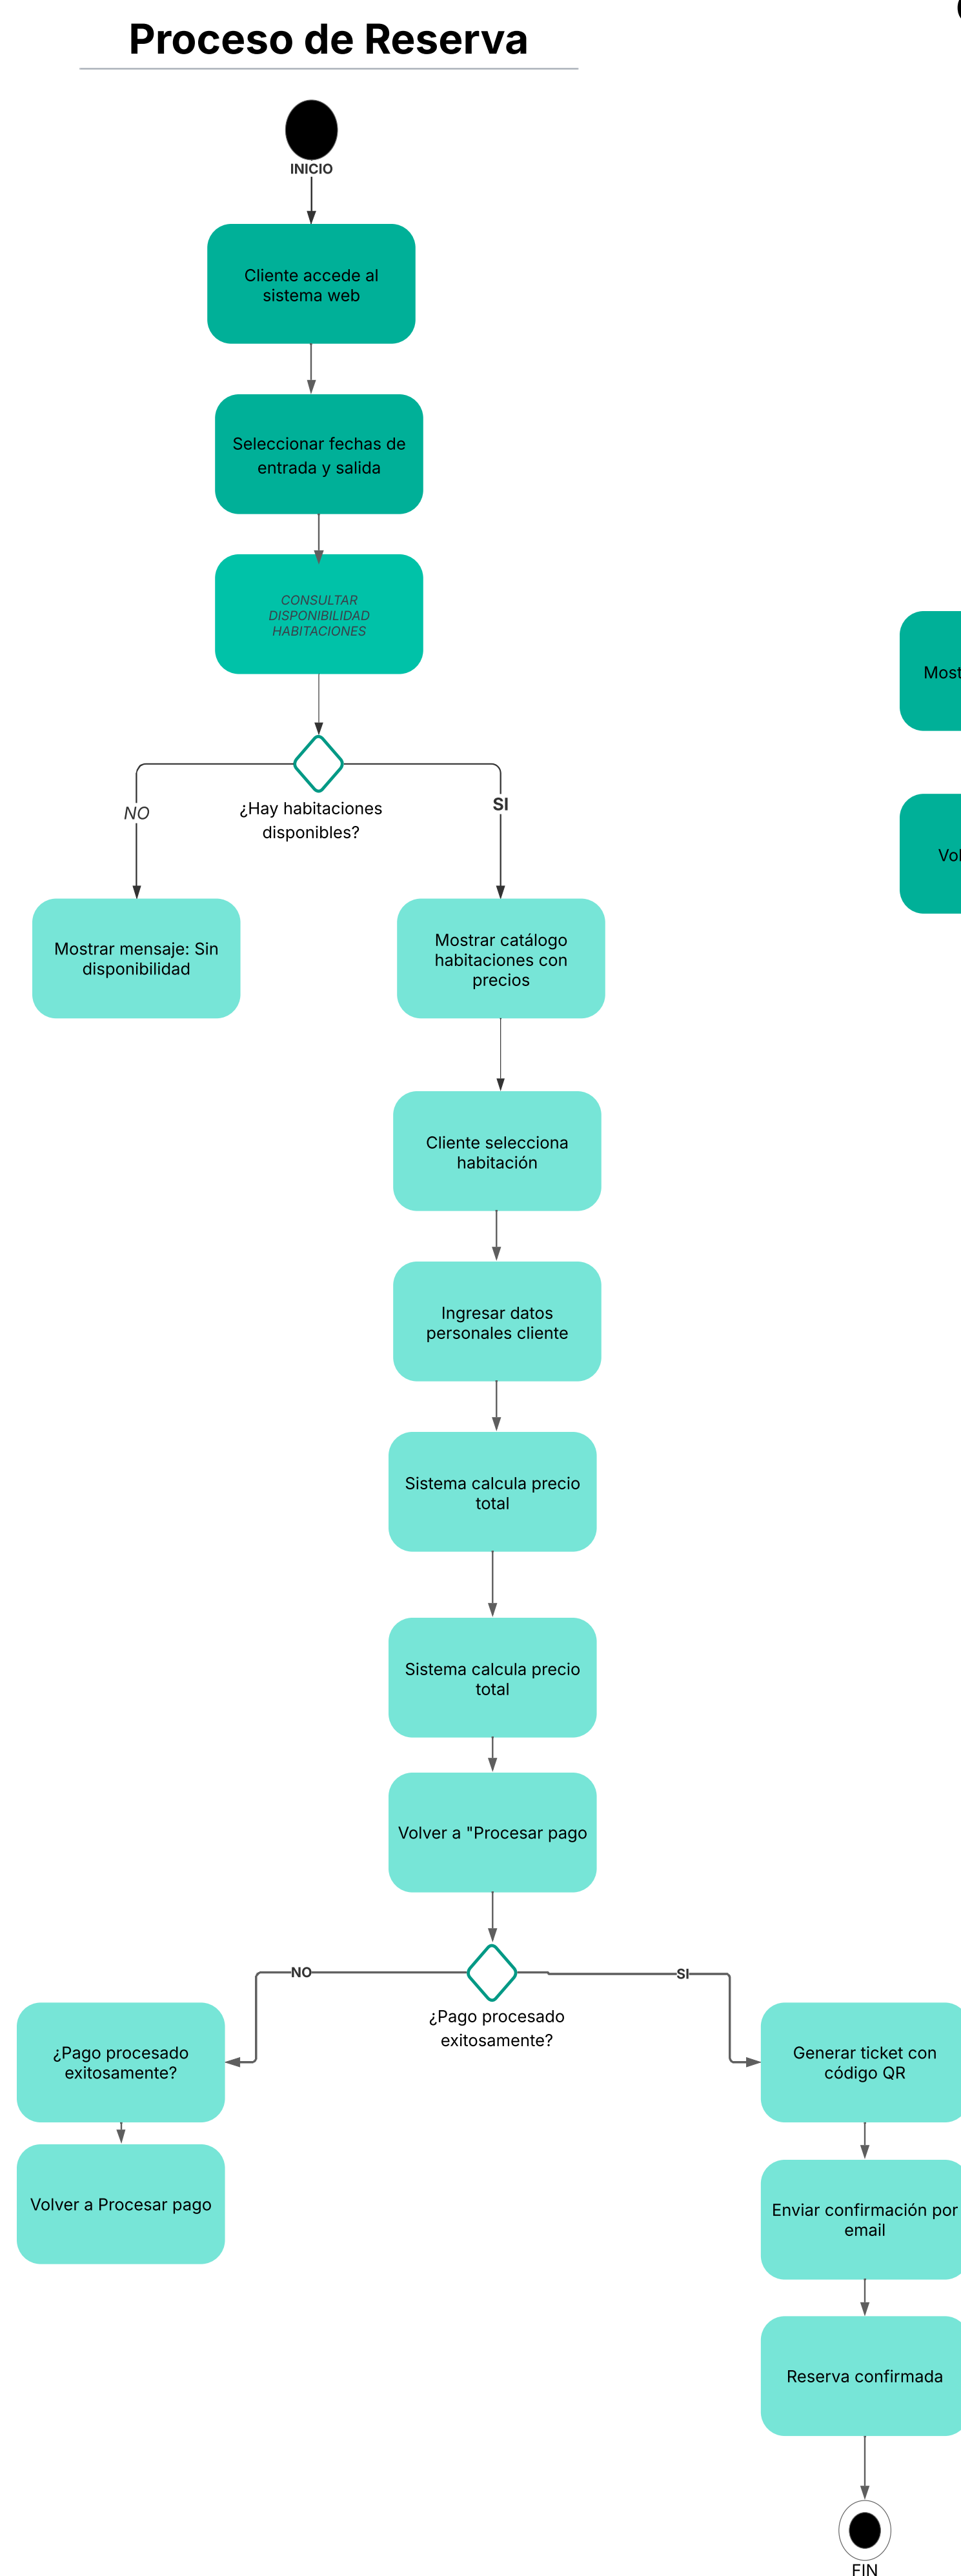 Proceso de Reserva
INICIO
Cliente accede al
sistema web
Seleccionar fechas de
entrada y salida
CONSULTAR
DISPONIBILIDAD
HABITACIONES
¿Hay habitaciones
disponibles?
NO
SI
Mostrar mensaje: Sin
disponibilidad
Mostrar catálogo
habitaciones con
precios
Cliente selecciona
habitación
Ingresar datos
personales cliente
Sistema calcula precio
total
Sistema calcula precio
total
Volver a "Procesar pago
¿Pago procesado
exitosamente?
NO
SI
¿Pago procesado
exitosamente?
Volver a Procesar pago
Generar ticket con
código QR
Enviar confirmación por
email
Reserva confirmada
FIN